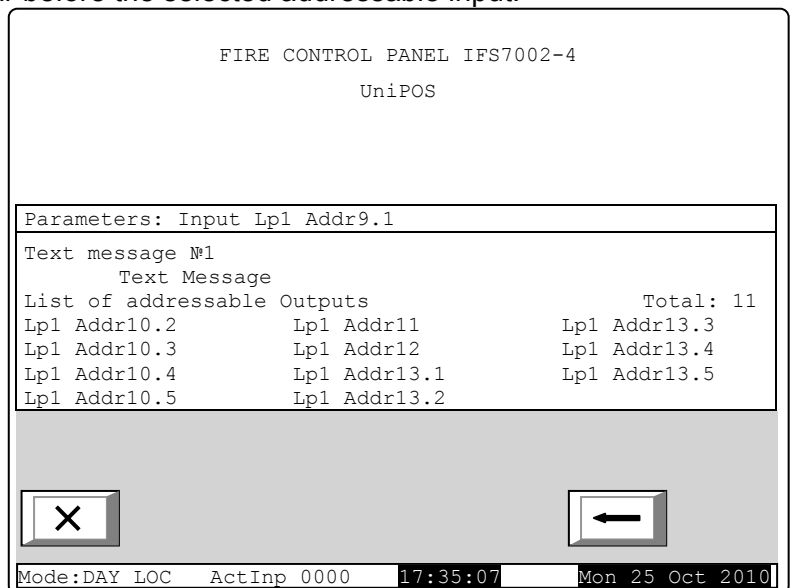 before the selected addressable input.
FIRE CONTROL PANEL IFS7002-4
UniPOS
Parameters: Input Lp1 Addr9.1
Text message №1
Text Message
List of addressable Outputs Total: 11
Lp1 Addr10.2 Lp1 Addr11 Lp1 Addr13.3
Lp1 Addr10.3 Lp1 Addr12 Lp1 Addr13.4
Lp1 Addr10.4 Lp1 Addr13.1 Lp1 Addr13.5
Lp1 Addr10.5 Lp1 Addr13.2
Mode:DAY LOC ActInp 0000 17:35:07 Mon 25 Oct 2010